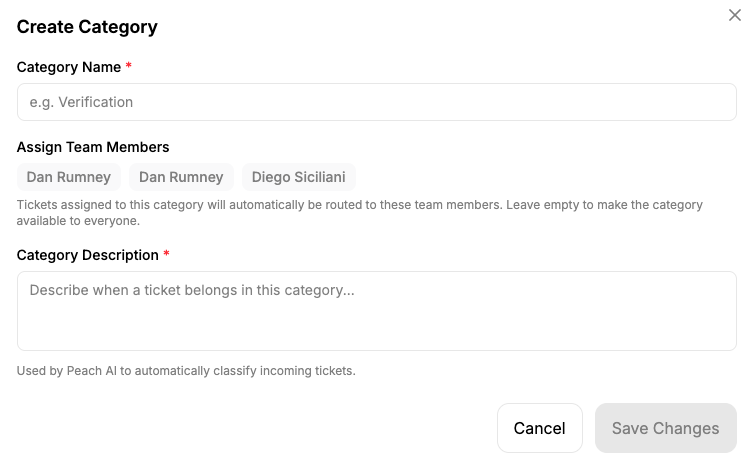 Create Category
Category Name *
e.g. Verification
Assign Team Members
Dan Rumney Dan Rumney Diego Siciliani
Tickets assigned to this category will automatically be routed to these team members. Leave empty to make the category
available to everyone.
Category Description *
Describe when a ticket belongs in this category...
Used by Peach AI to automatically classify incoming tickets.
Cancel Save Changes